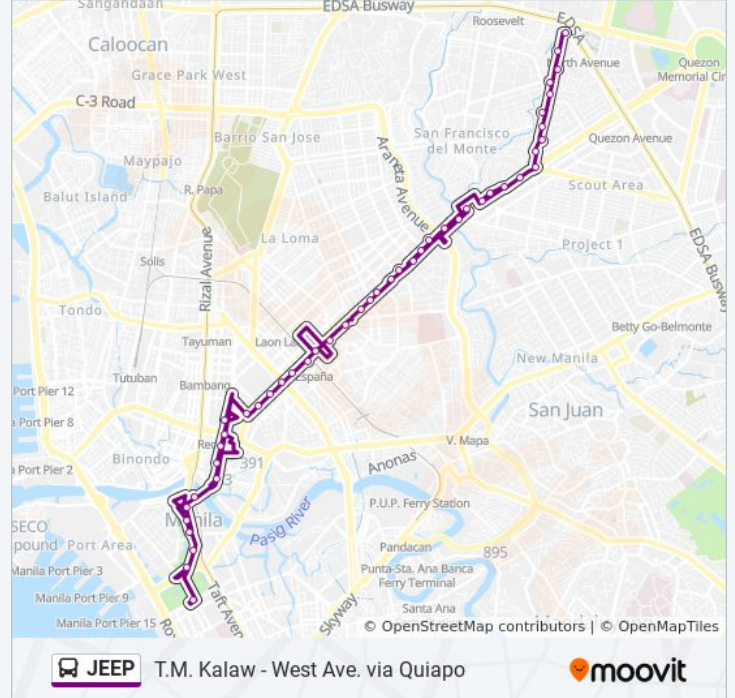 Sangandaan
EDSA Busway
Roosevelt
EDSA
Caloocan
North Avenue
Quezon
Memorial Cir
Grace Park West
C-3 Road
Barrio San Jose
San Francisco
del Monte
Quezon Avenue
Araneta Avenue
Maypajo
R. Papa
Balut Island
Scout Area
La Loma
Project 1
EDSA Busway
Solis
Rizal Avenue
Tondo
Betty Go-Belmonte
Tayuman
Laon La
New Manila
Tutuban
España
Bambang
Port Pier 12
San Juan
a Port Pier 8
V. Mapa
Rec
Binondo
391
Anonas
a Port Pier 2
3
P.U.P. Ferry Station
Manila
Pasig River
SECO
pound
Port Area
Pandacan
895
Manila Port Pier 3
Punta-Sta. Ana Banca
Ferry Terminal
Manila Port Pier 9
Taft Aven
Skyway
Santa Ana
Manila Port Pier 15
Ro
© OpenStreetMap contributors | © OpenMapTiles
JEEP T.M. Kalaw - West Ave. via Quiapo
moovit